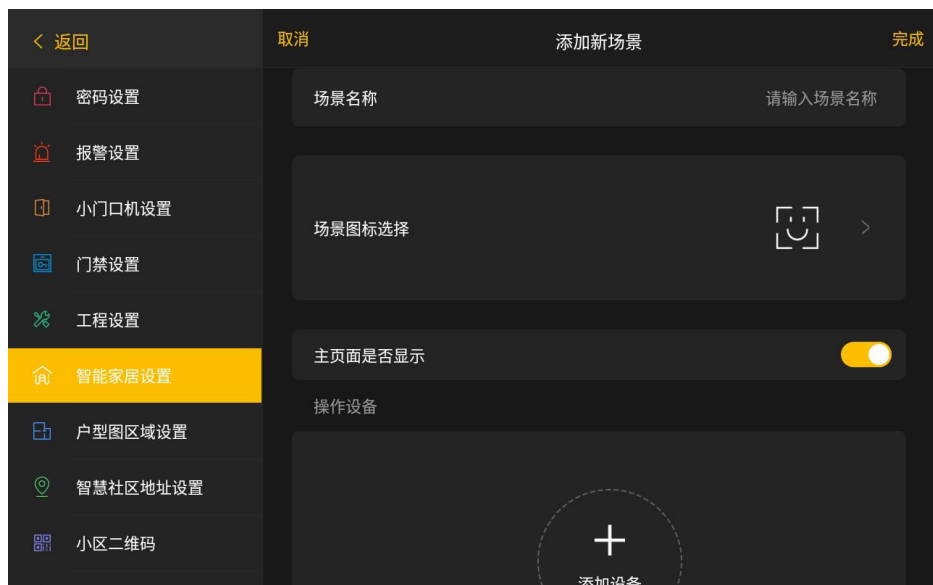 返回
取消
添加新场景
完成
密码设置
报警设置
小门口机设置
门禁设置
工程设置
智能家居设置
户型图区域设置
智慧社区地址设置
小区二维码
场景名称
请输入场景名称
场景图标选择
主页面是否显示
操作设备
添加设备